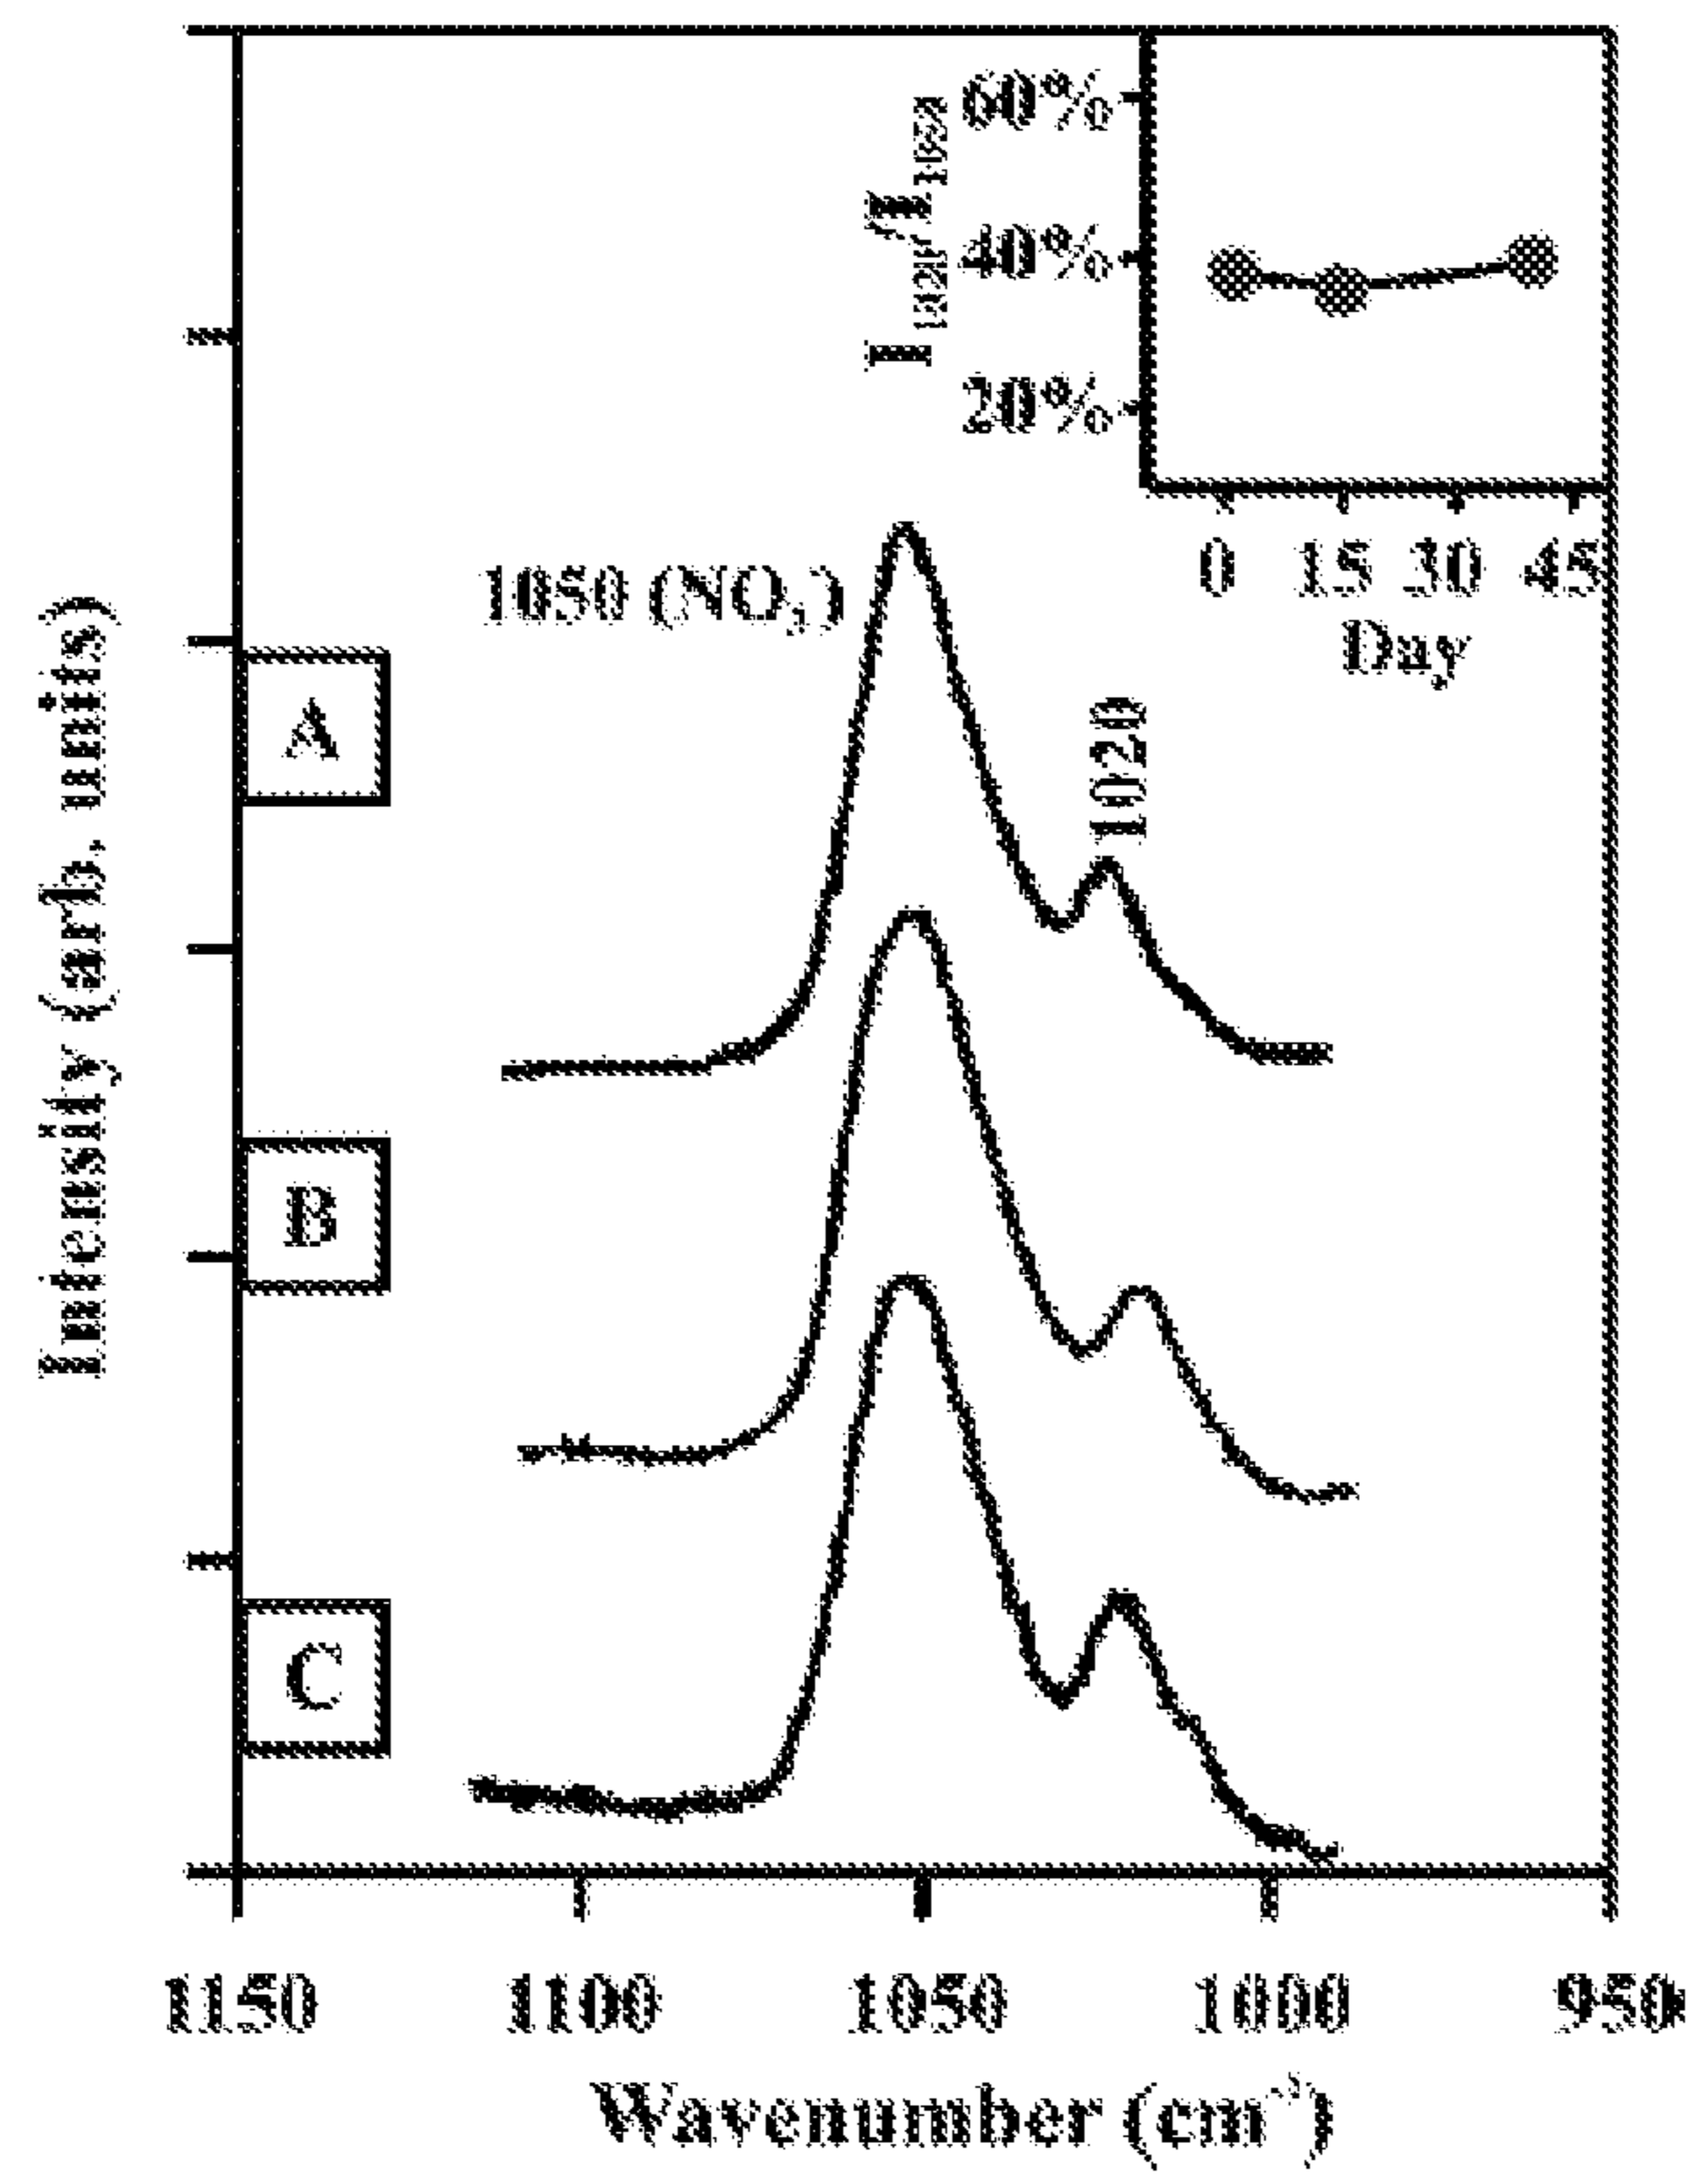 60%
40%
20%
0 15 30 45
Day
1050 (NO3)
1020
A
B
C
Intensity (arb. units)
1150 1100 1050 1000 950
Wavenumber (cm⁻¹)